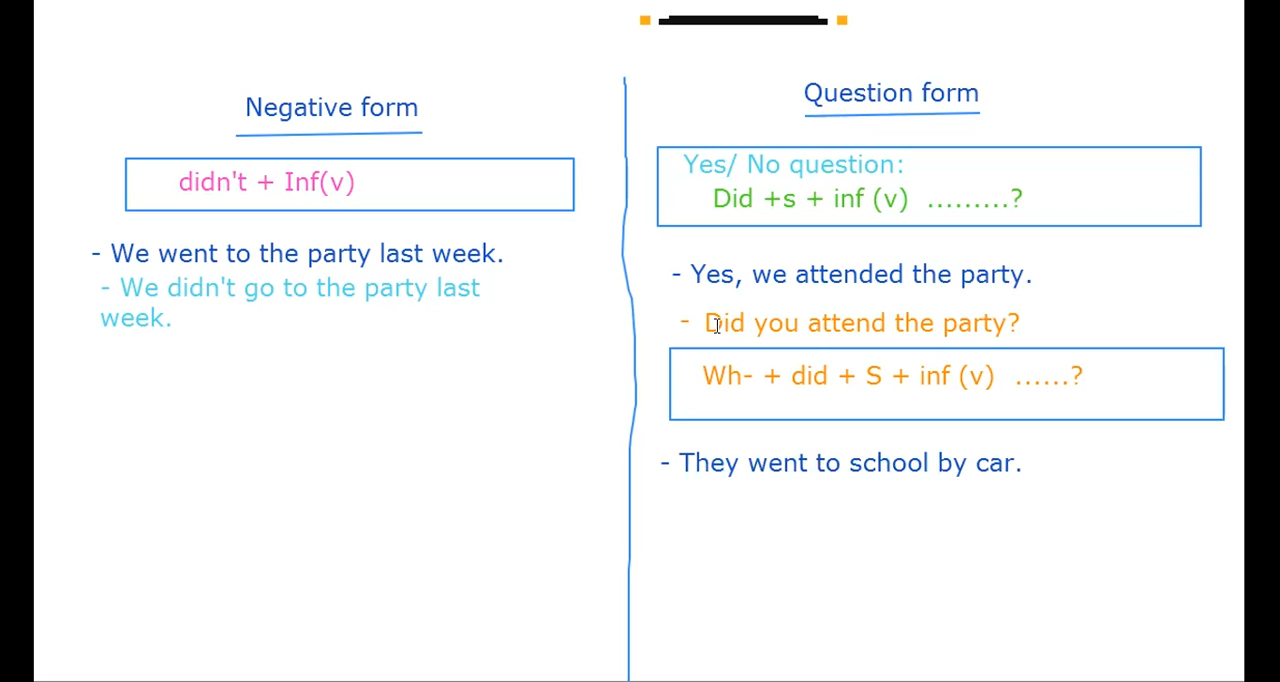 Negative form
didn't + Inf(v)
- We went to the party last week.
- We didn't go to the party last
week.
Question form
Yes/ No question:
Did +s + inf (v) .........?
- Yes, we attended the party.
- Did you attend the party?
Wh- + did + S + inf (v) ......?
- They went to school by car.